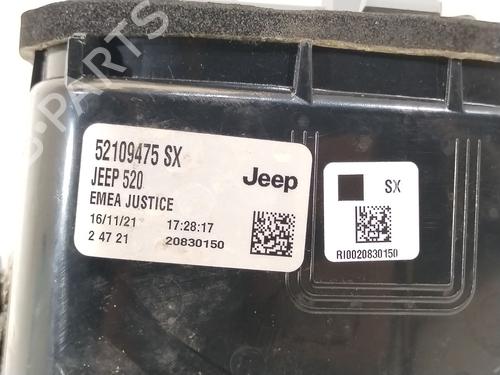 52109475 SX
JEEP 520
EMEA JUSTICE
16/11/21 17:28:17
2 47 21 20830150
Jeep
SX
RI0020830150